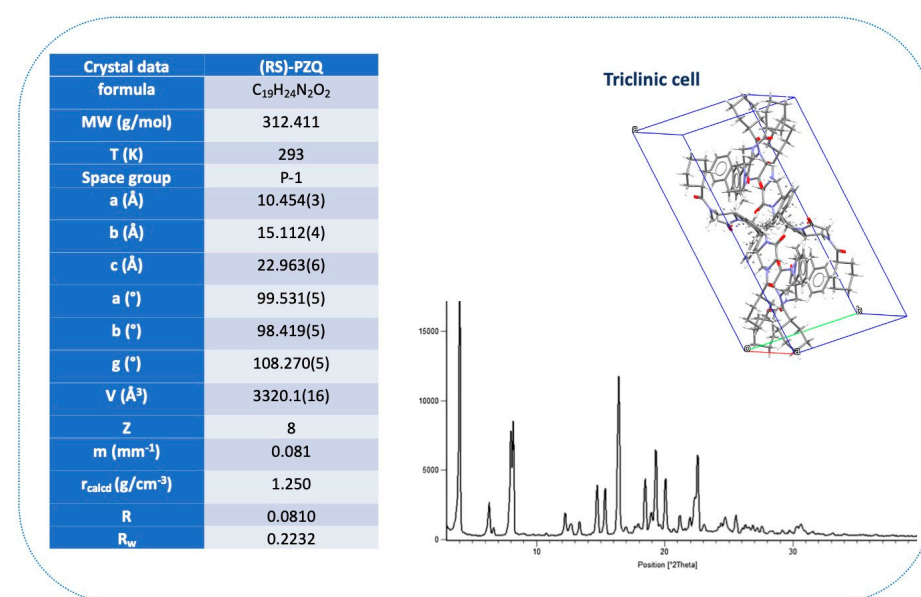 Crystal data (RS)-PZQ
formula C₁₉H₂₄N₂O₂
MW (g/mol) 312.411
T (K) 293
Space group P-1
a (Å) 10.454(3)
b (Å) 15.112(4)
c (Å) 22.963(6)
a (°) 99.531(5)
b (°) 98.419(5)
g (°) 108.270(5)
V (Å³) 3320.1(16)
Z 8
m (mm⁻¹) 0.081
r_calcd (g/cm⁻³) 1.250
R 0.0810
R_w 0.2232
Triclinic cell
15000
10000
5000
0
10 20 30
Position [°2Theta]